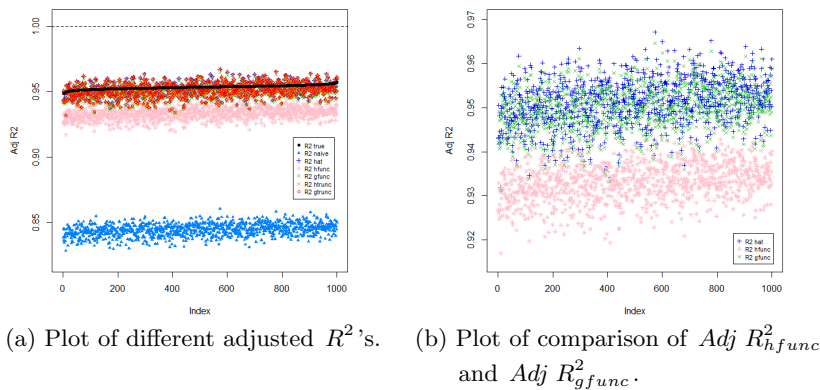 1.00
0.95
0.90
0.85
Adj R2
0 200 400 600 800 1000
Index
R2 true
R2 naive
R2 hat
R2 hfunc
R2 gfunc
R2 htrunc
R2 gtrunc
(a) Plot of different adjusted R²'s.
0.97
0.96
0.95
0.94
0.93
0.92
Adj R2
0 200 400 600 800 1000
Index
R2 hat
R2 hfunc
R2 gfunc
(b) Plot of comparison of Adj R²hfunc
and Adj R²gfunc.